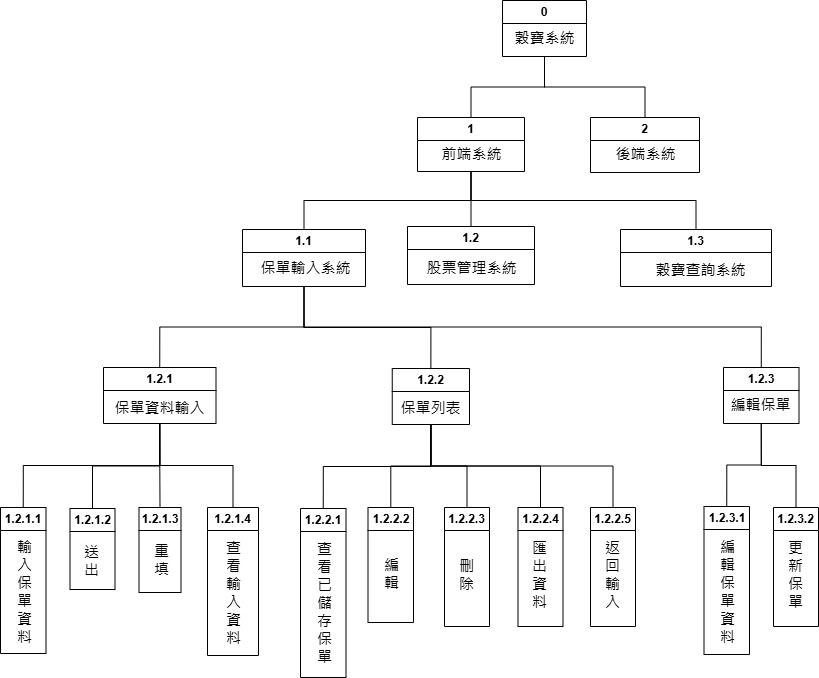 0
穀寶系統
1
前端系統
2
後端系統
1.1
保單輸入系統
1.2
股票管理系統
1.3
穀寶查詢系統
1.2.1
保單資料輸入
1.2.2
保單列表
1.2.3
編輯保單
1.2.1.1
輸入保單資料
1.2.1.2
送出
1.2.1.3
重填
1.2.1.4
查看輸入資料
1.2.2.1
查看已儲存保單
1.2.2.2
編輯
1.2.2.3
刪除
1.2.2.4
匯出資料
1.2.2.5
返回輸入
1.2.3.1
編輯保單資料
1.2.3.2
更新保單